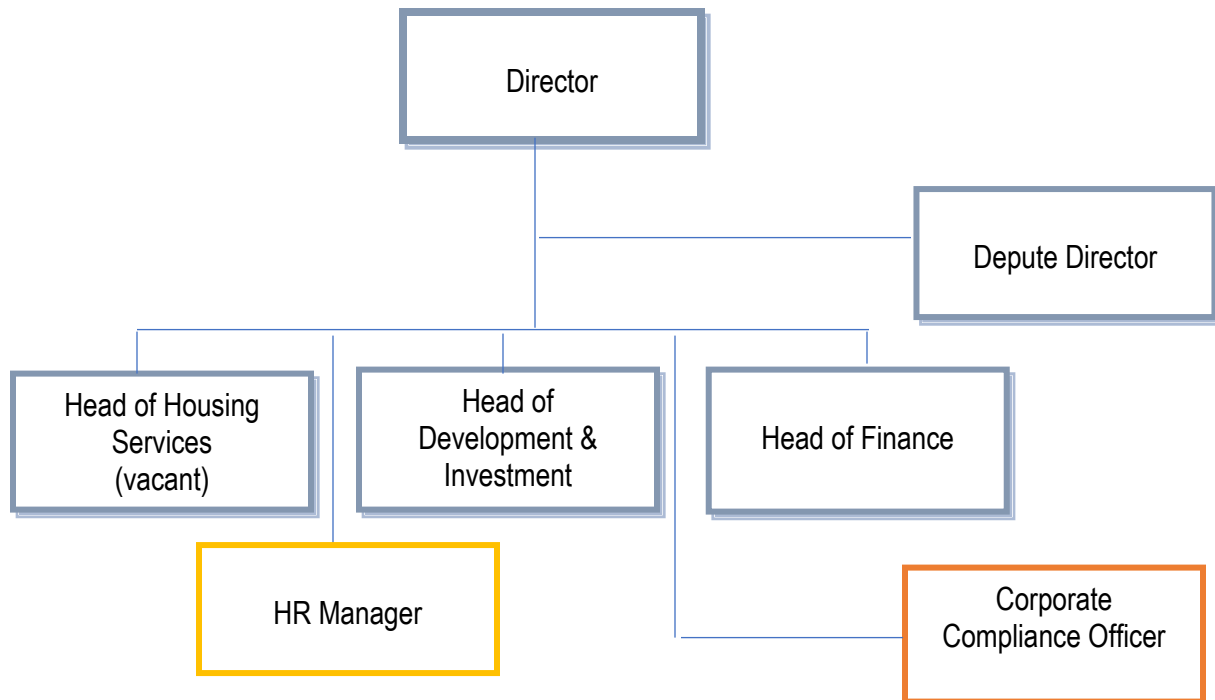 Director
Depute Director
Head of Housing
Services
(vacant)
Head of
Development &
Investment
Head of Finance
HR Manager
Corporate
Compliance Officer